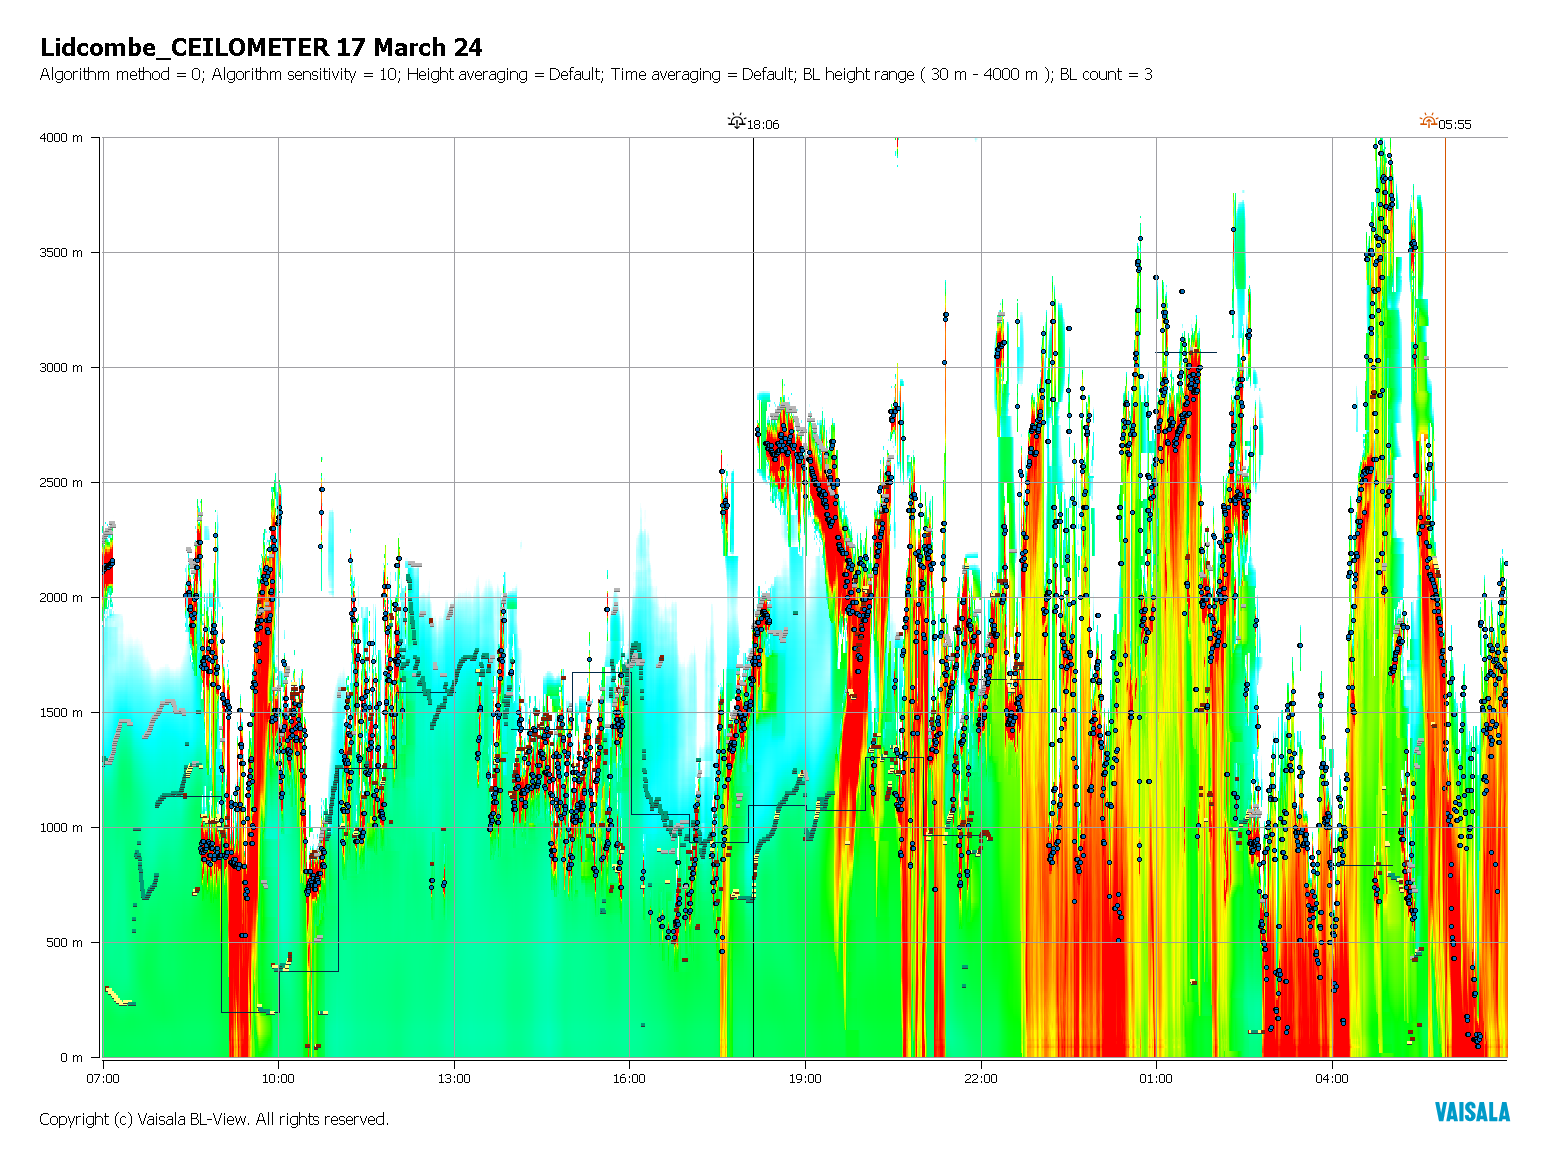 Lidcombe_CEILOMETER 17 March 24
Algorithm method = 0; Algorithm sensitivity = 10; Height averaging = Default; Time averaging = Default; BL height range ( 30 m - 4000 m ); BL count = 3
18:06
05:55
4000 m
3500 m
3000 m
2500 m
2000 m
1500 m
1000 m
500 m
0 m
07:00 10:00 13:00 16:00 19:00 22:00 01:00 04:00
Copyright (c) Vaisala BL-View. All rights reserved.
VAISALA